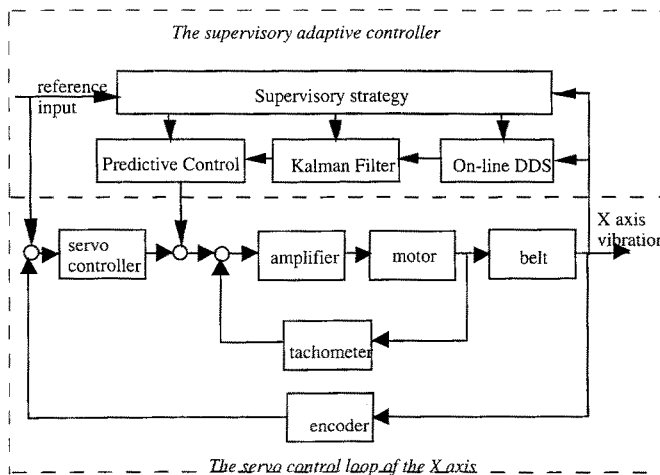 The supervisory adaptive controller
reference
input
Supervisory strategy
Predictive Control
Kalman Filter
On-line DDS
X axis
vibration
servo
controller
amplifier
motor
belt
tachometer
encoder
The servo control loop of the X axis